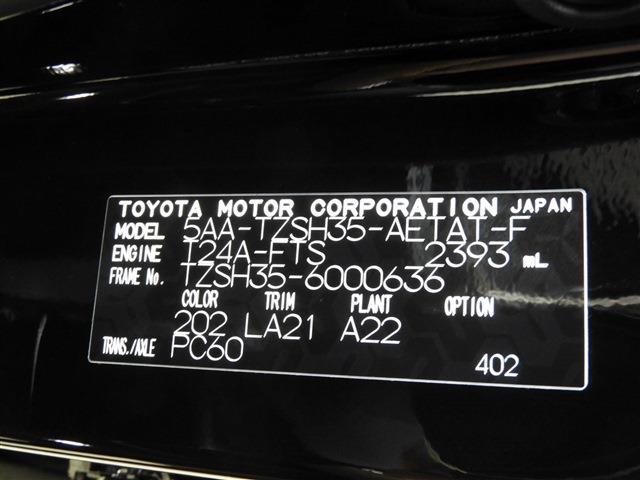 TOYOTA MOTOR CORPORATION JAPAN
MODEL 5AA-TZSH35-AETAT-F
ENGINE T24A-FTS 2393 mL
FRAME No. TZSH35-6000636
COLOR TRIM PLANT OPTION
202 LA21 A22
TRANS./AXLE PC60
402